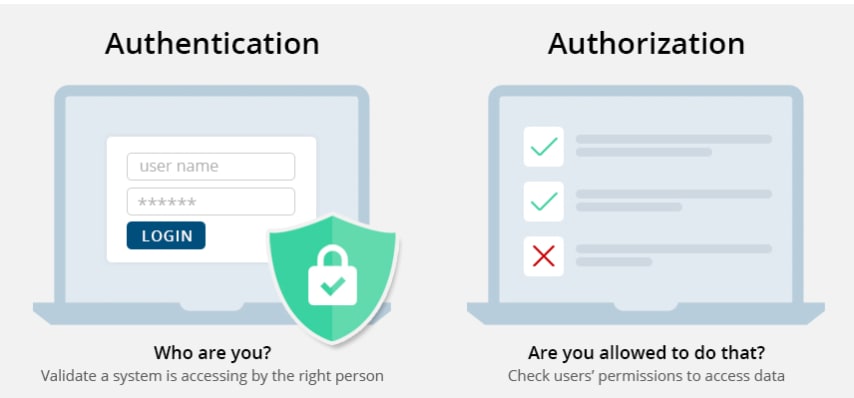 Authentication
user name
******
LOGIN
Who are you?
Validate a system is accessing by the right person
Authorization
Are you allowed to do that?
Check users’ permissions to access data